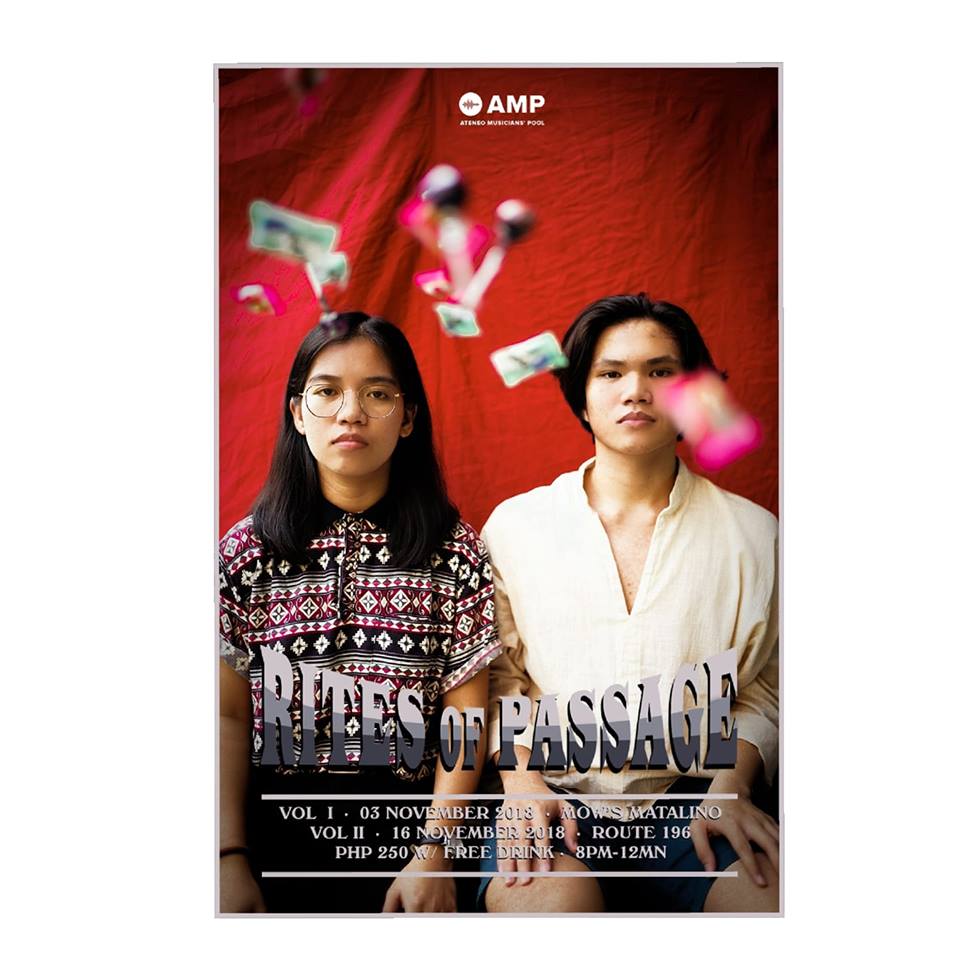 AMP
ATENEO MUSICIANS' POOL
RITES OF PASSAGE
VOL I · 03 NOVEMBER 2018 · MOW'S MATALINO
VOL II · 16 NOVEMBER 2018 · ROUTE 196
PHP 250 W/ FREE DRINK · 8PM-12MN